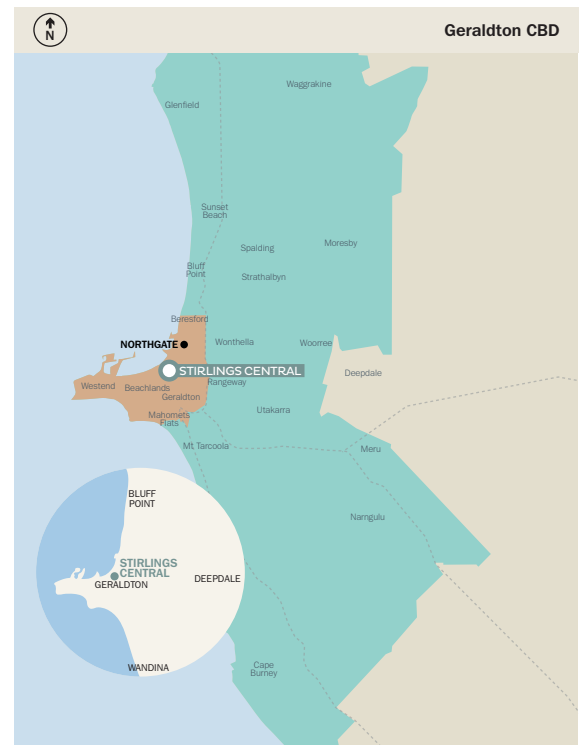 N
Geraldton CBD
Waggrakine
Glenfield
Sunset
Beach
Moresby
Spalding
Bluff
Point
Strathalbyn
Beresford
NORTHGATE
Wonthella
Woorree
STIRLINGS CENTRAL
Deepdale
Rangeway
Westend
Beachlands
Geraldton
Utakarra
Mahomets
Flats
Mt Tarcoola
Meru
Narngulu
BLUFF
POINT
STIRLINGS
CENTRAL
GERALDTON
DEEPDALE
WANDINA
Cape
Burney